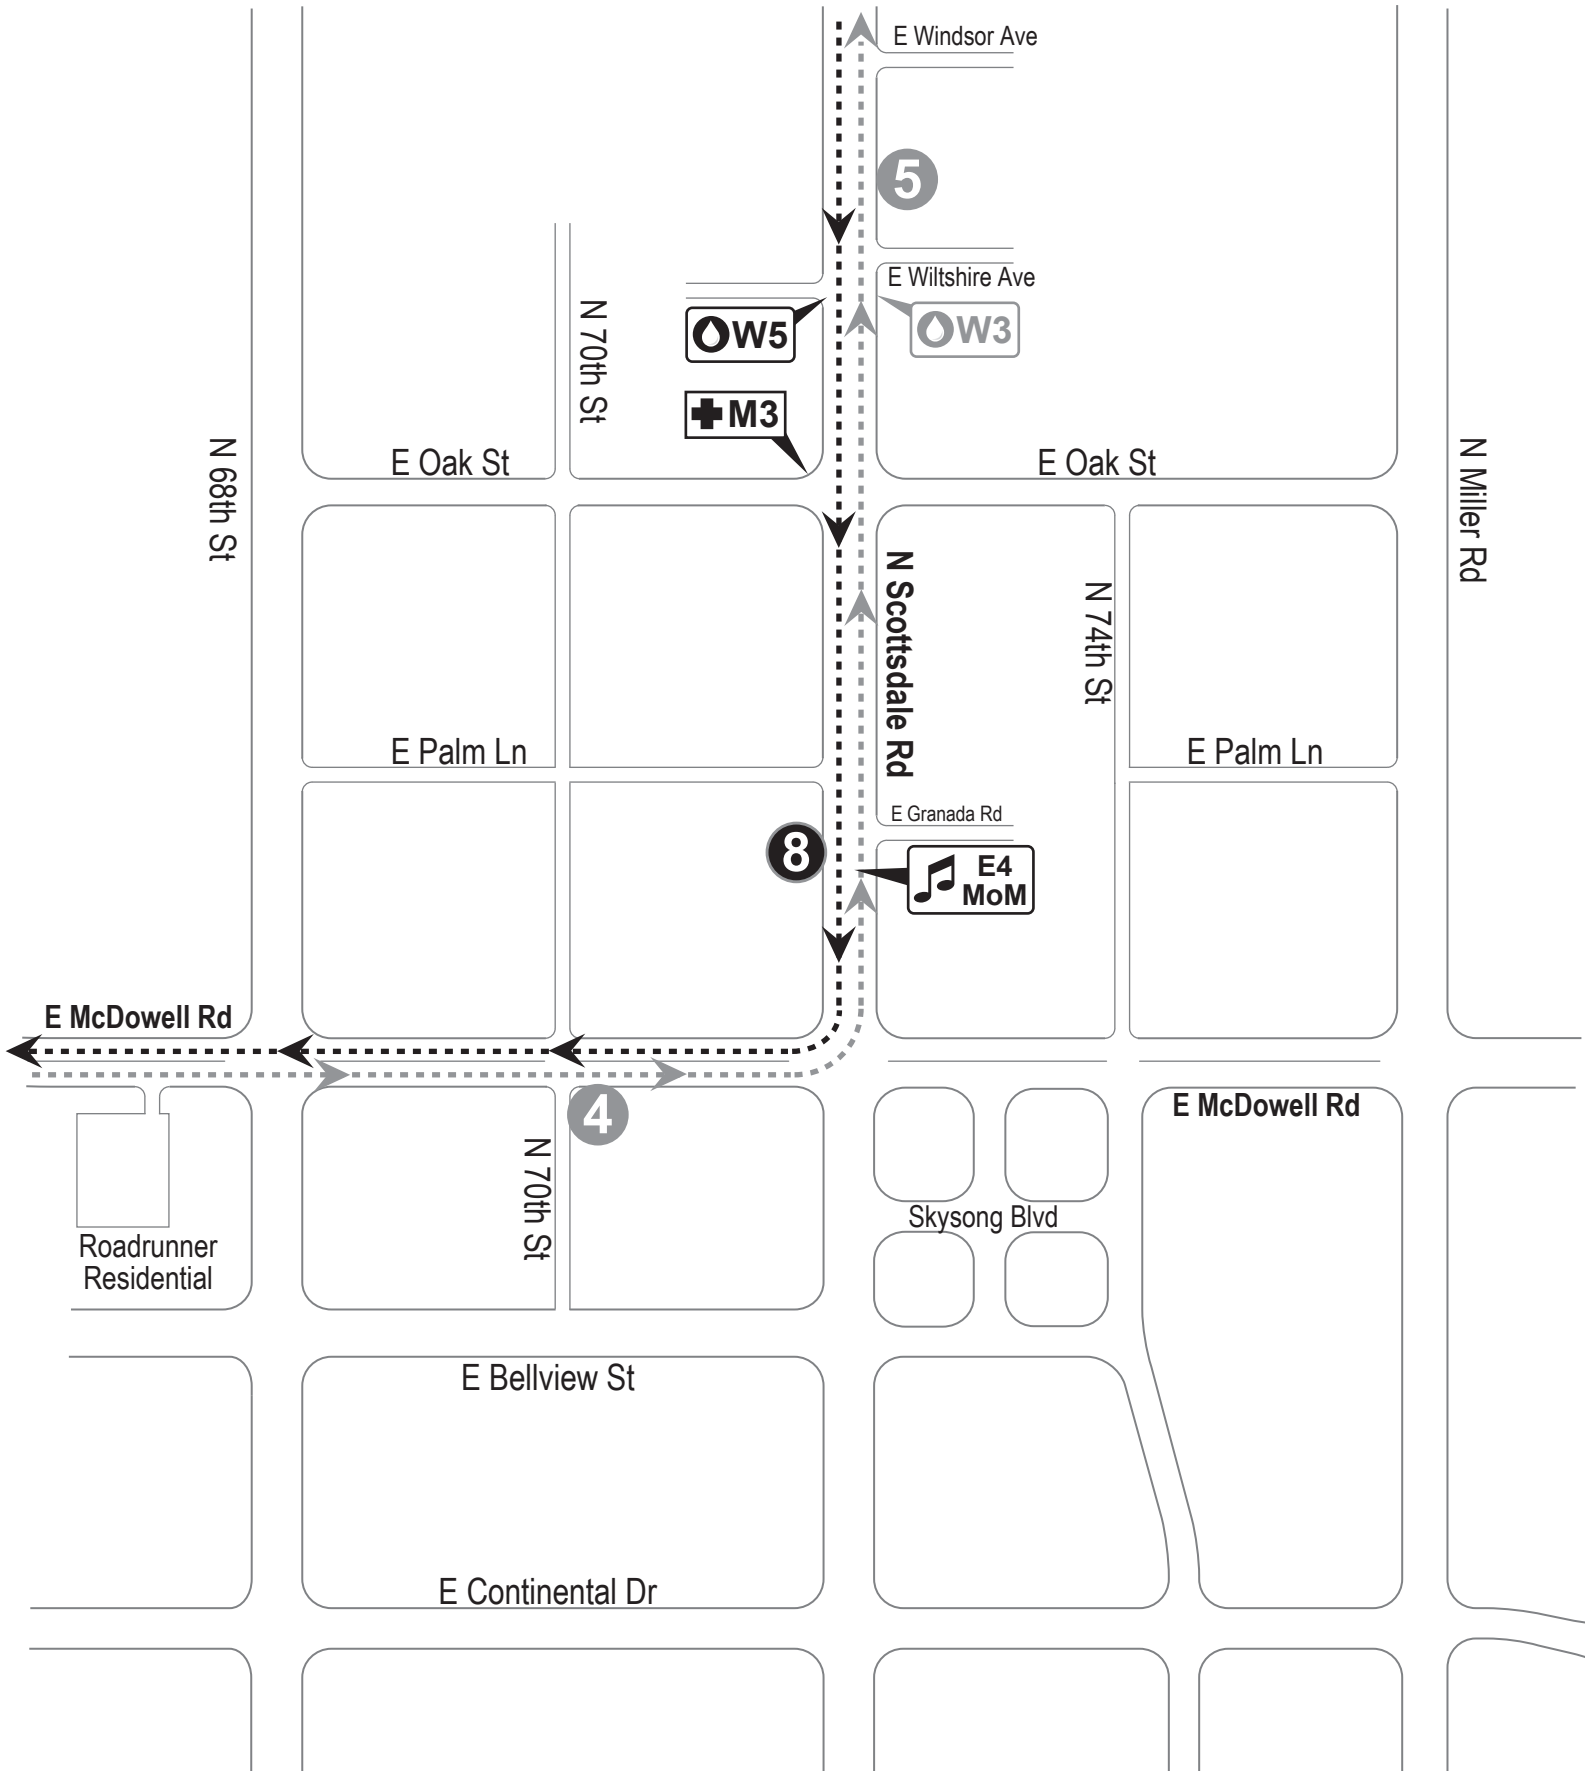 E Windsor Ave
5
E Wiltshire Ave
W5
W3
N 70th St
M3
E Oak St
E Oak St
N 68th St
N Miller Rd
N Scottsdale Rd
N 74th St
E Palm Ln
E Palm Ln
E Granada Rd
8
E4
MoM
E McDowell Rd
4
E McDowell Rd
N 70th St
Skysong Blvd
Roadrunner
Residential
E Bellview St
E Continental Dr